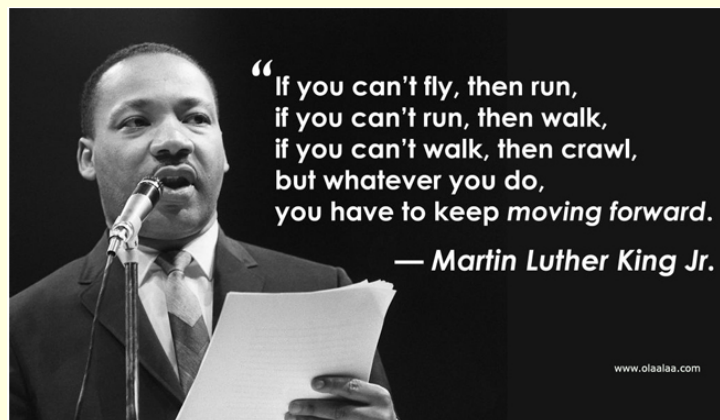 “If you can’t fly, then run,
if you can’t run, then walk,
if you can’t walk, then crawl,
but whatever you do,
you have to keep moving forward.
— Martin Luther King Jr.
www.olaalaa.com